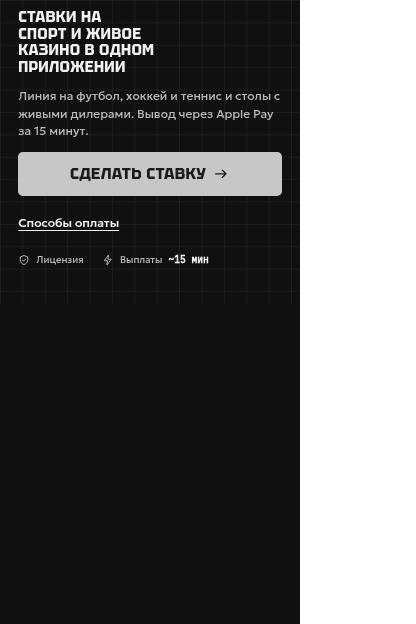 СТАВКИ НА
СПОРТ И ЖИВОЕ
КАЗИНО В ОДНОМ
ПРИЛОЖЕНИИ
Линия на футбол, хоккей и теннис и столы с
живыми дилерами. Вывод через Apple Pay
за 15 минут.
СДЕЛАТЬ СТАВКУ →
Способы оплаты
Лицензия Выплаты ~15 мин